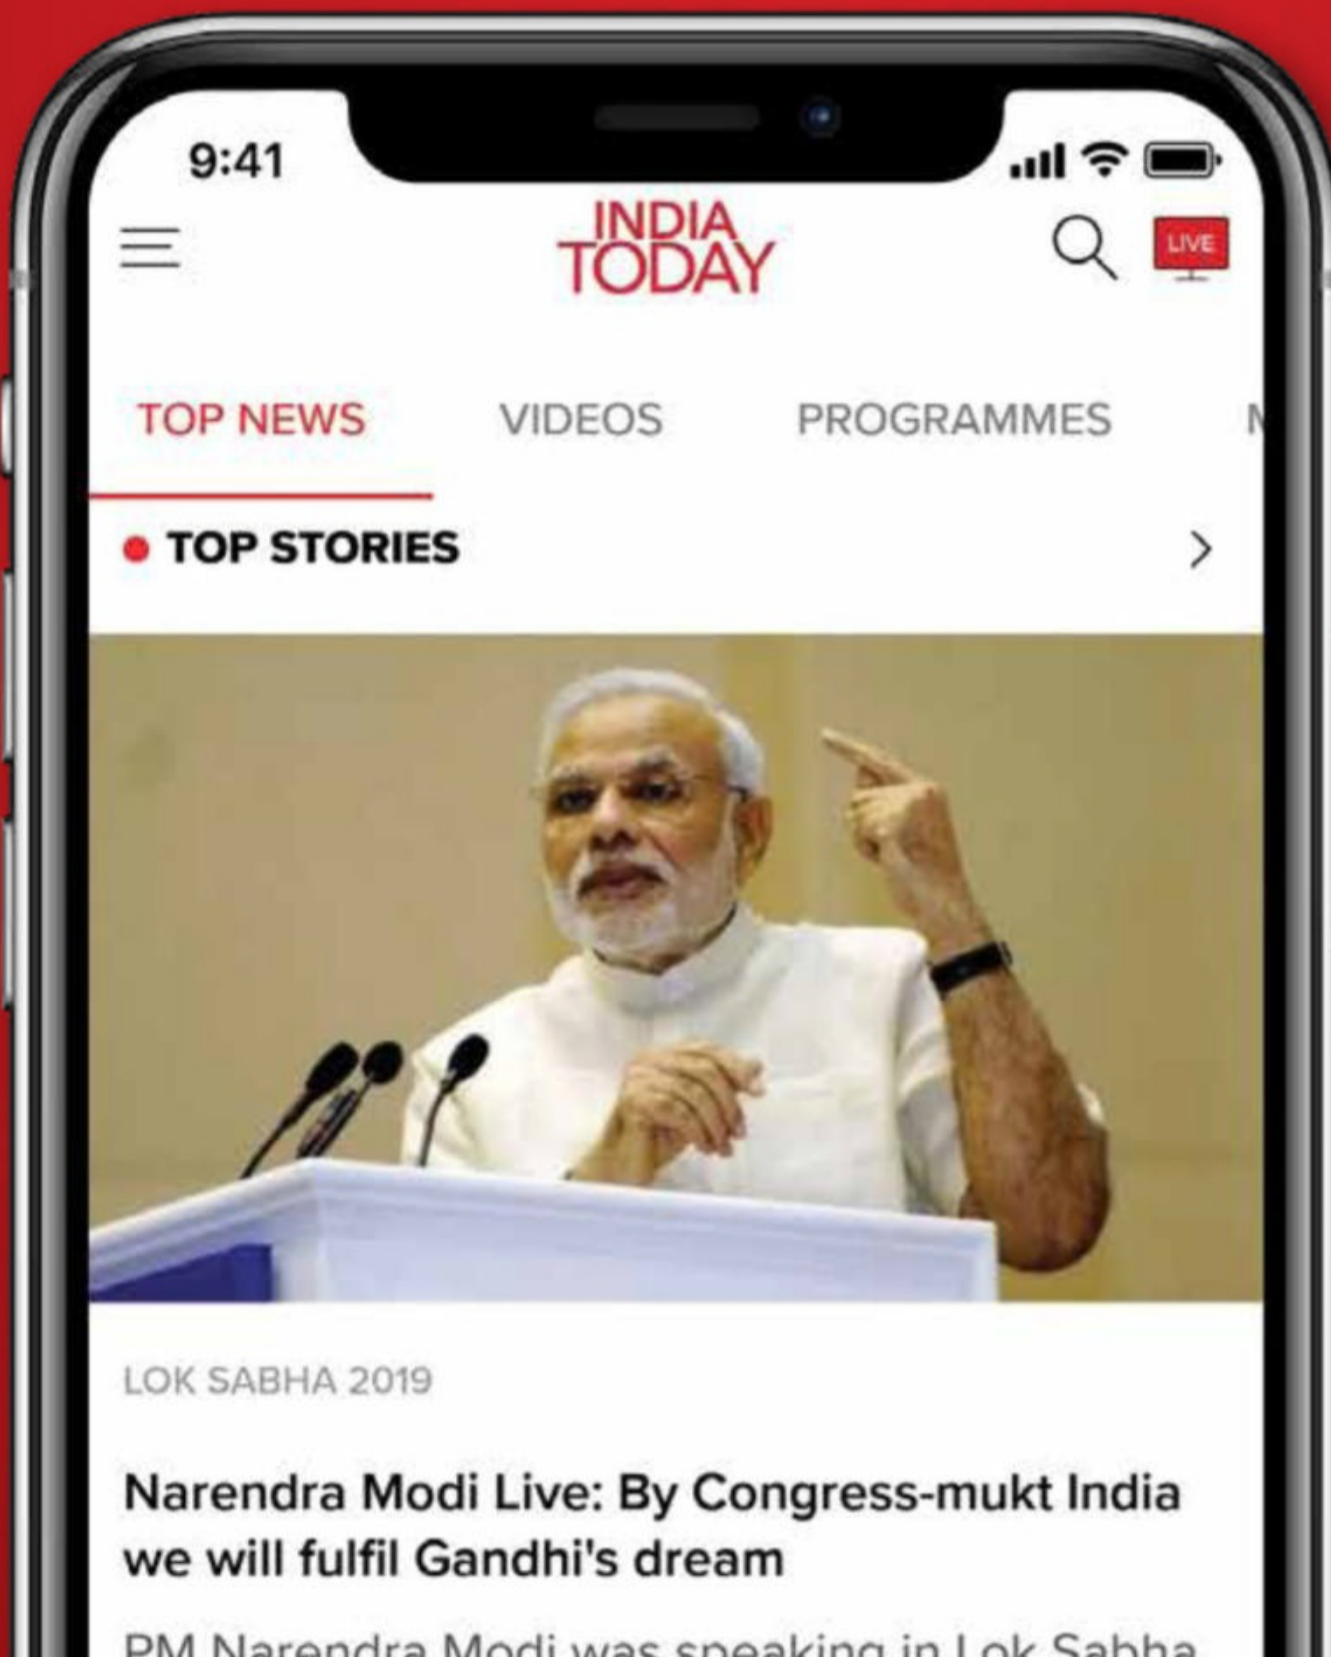 9:41
INDIA
TODAY
LIVE
TOP NEWS VIDEOS PROGRAMMES
TOP STORIES
LOK SABHA 2019
Narendra Modi Live: By Congress-mukt India
we will fulfil Gandhi's dream
PM Narendra Modi was speaking in Lok Sabha